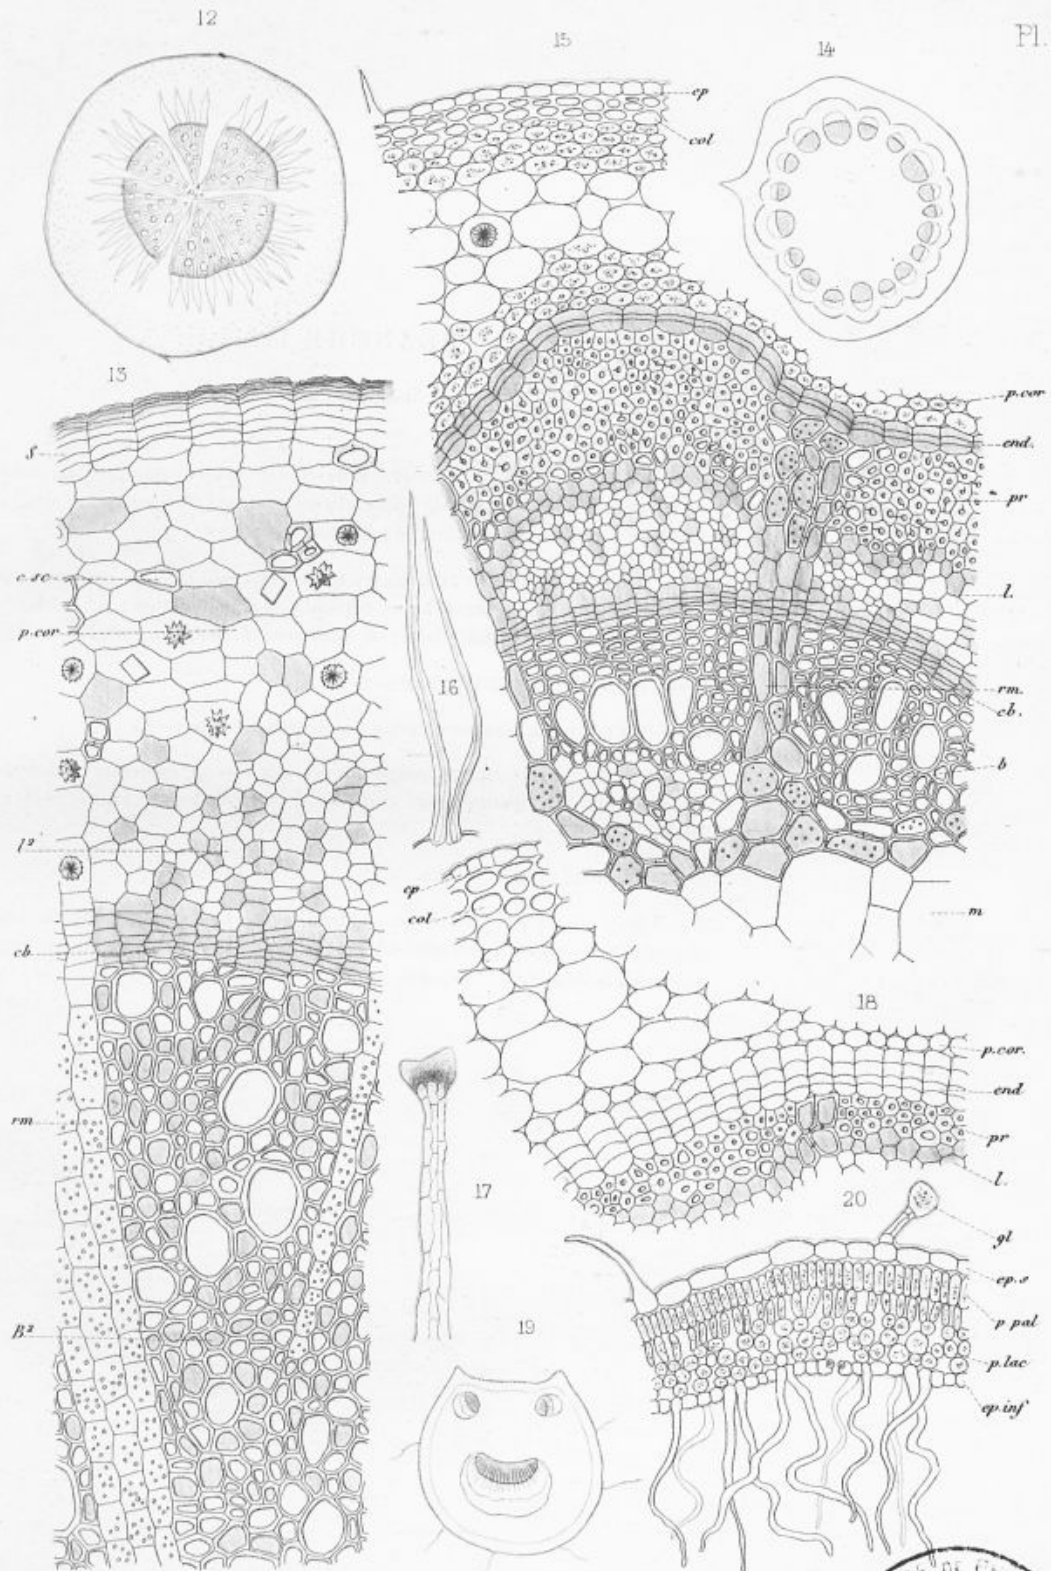 12
15
14
Pl.
ep
col
13
p.cor
end.
pr
c.sc
l.
p.cor
16
rm.
cb.
b
l²
ep
col
m
cb
18
p.cor.
end
rm
pr
17
l.
20
gl
ep.s
p pal
19
B²
p.lac
ep.inf